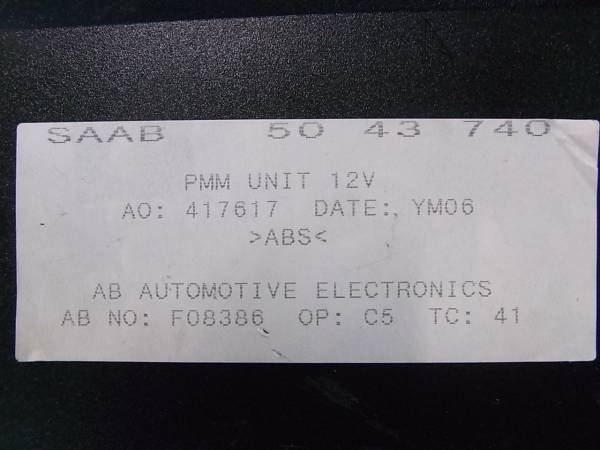 SAAB 50 43 740
PMM UNIT 12V
AO: 417617 DATE: YM06
>ABS<
AB AUTOMOTIVE ELECTRONICS
AB NO: F08386 OP: C5 TC: 41